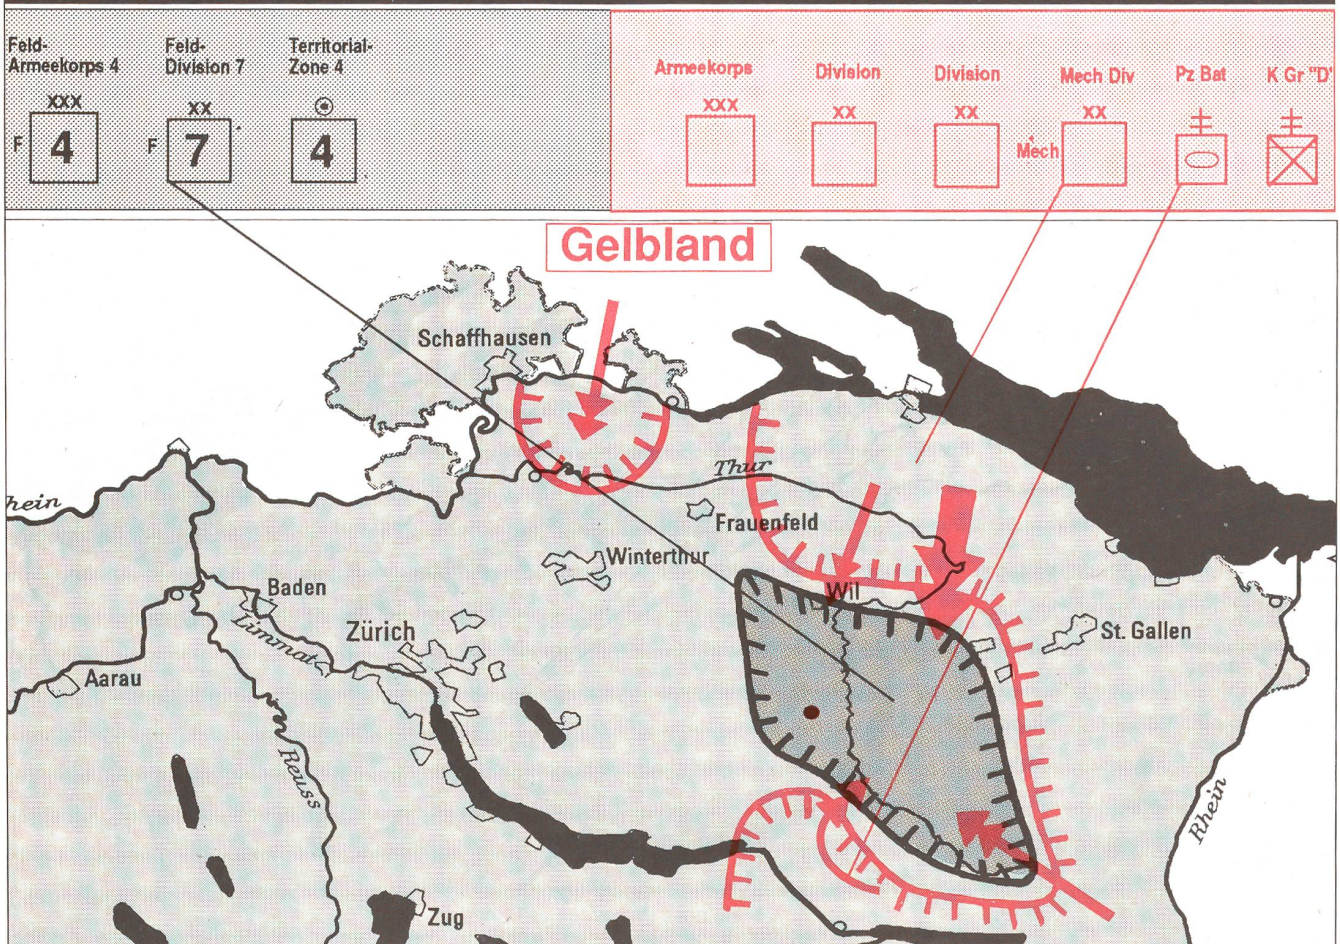 Feld-
Armeekorps 4
Feld-
Division 7
Territorial-
Zone 4
Armeekorps
Division
Division
Mech Div
Pz Bat
K Gr "D"
XXX
XX
XXX
XX
XX
XX
F 4
F 7
4
Mech
Gelbland
Schaffhausen
Thur
hein
Frauenfeld
Winterthur
Wil
Baden
Limmat
Zürich
St. Gallen
Aarau
Reuss
Rhein
Zug